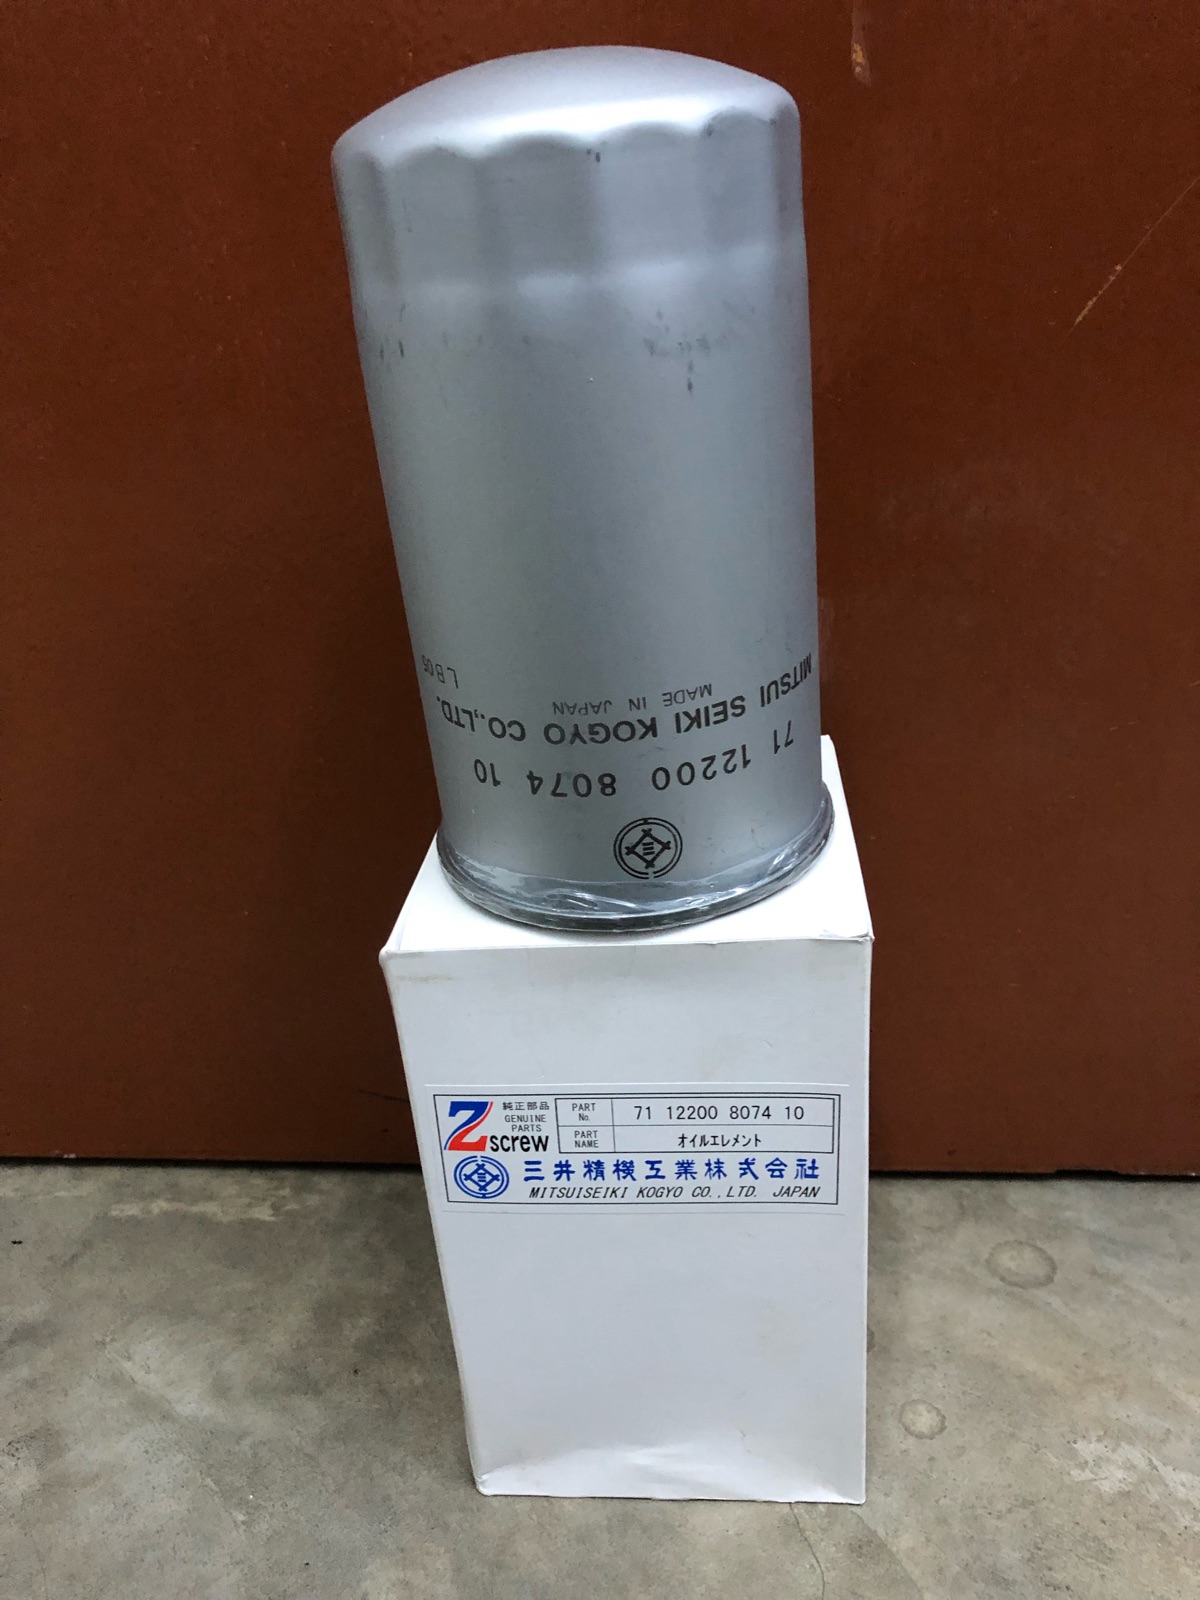 LB05
MADE IN JAPAN
MITSUI SEIKI KOGYO CO.,LTD.
71 12200 8074 10
三
Z screw
純正部品
GENUINE
PARTS
PART No. 71 12200 8074 10
PART NAME オイルエレメント
三井精機工業株式会社
MITSUISEIKI KOGYO CO.,LTD. JAPAN